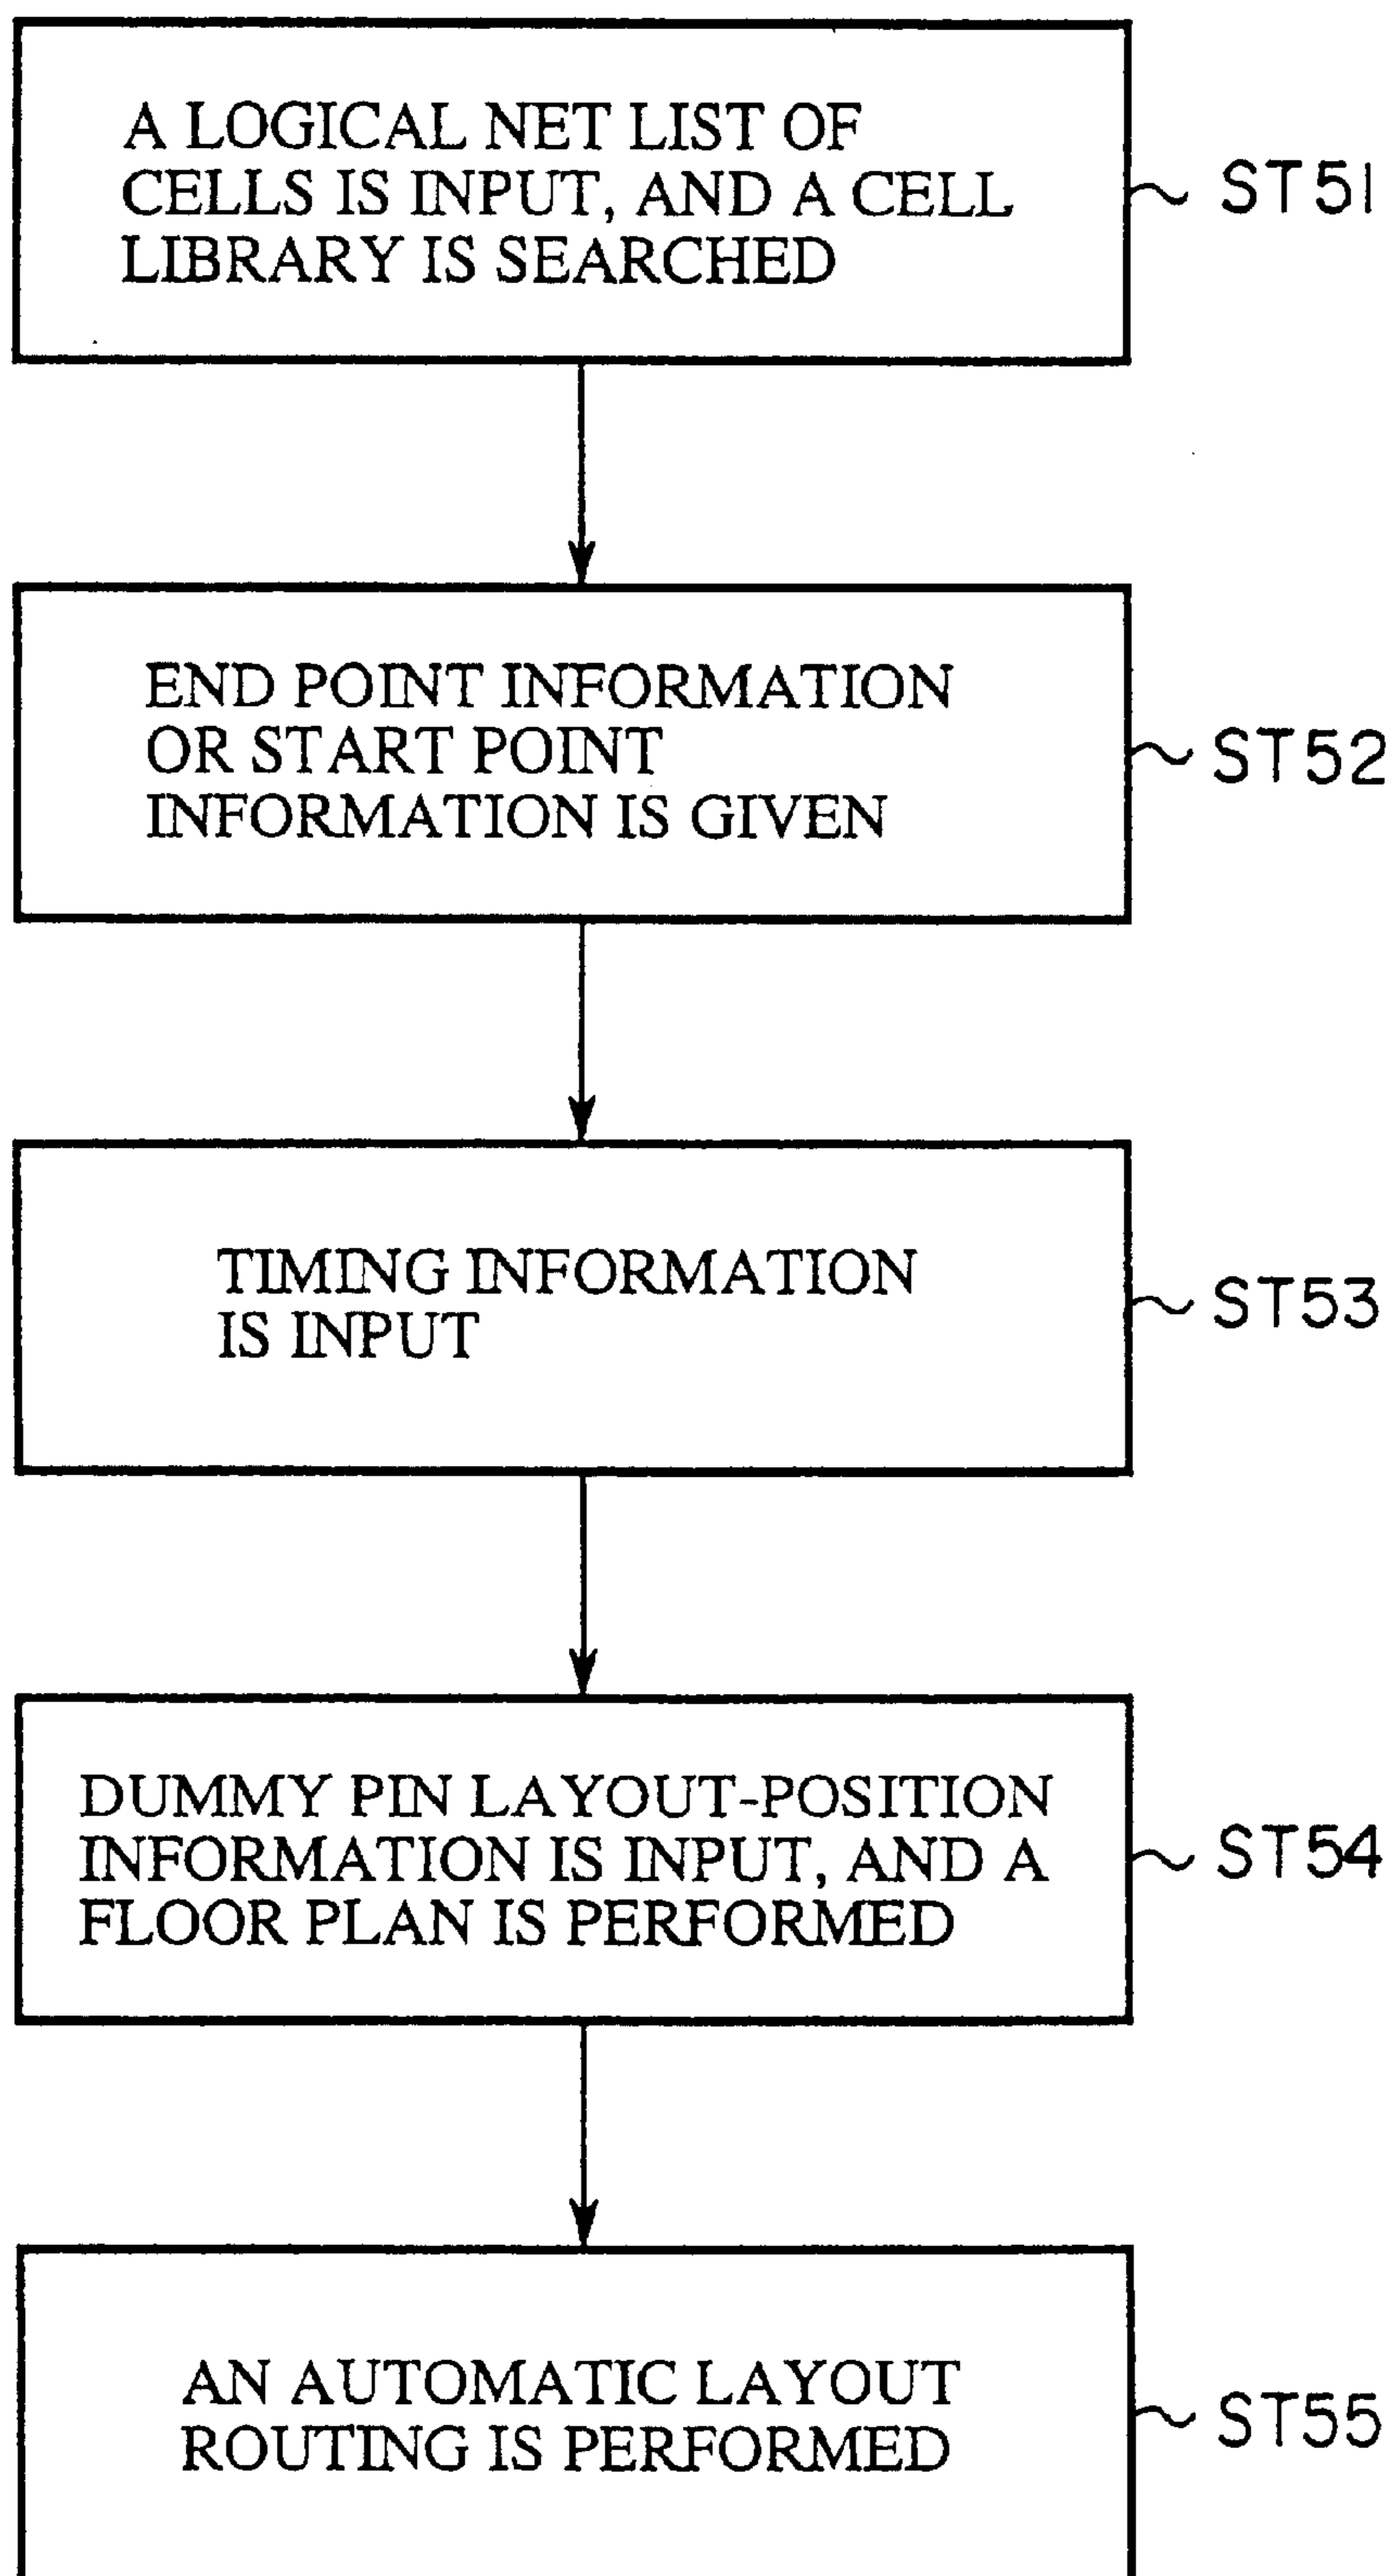 A LOGICAL NET LIST OF
CELLS IS INPUT, AND A CELL
LIBRARY IS SEARCHED
ST51
END POINT INFORMATION
OR START POINT
INFORMATION IS GIVEN
ST52
TIMING INFORMATION
IS INPUT
ST53
DUMMY PIN LAYOUT-POSITION
INFORMATION IS INPUT, AND A
FLOOR PLAN IS PERFORMED
ST54
AN AUTOMATIC LAYOUT
ROUTING IS PERFORMED
ST55